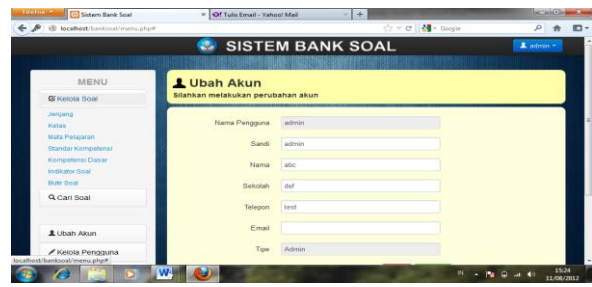 Firefox
Sistem Bank Soal
Tulis Email - Yahoo! Mail
localhost/banksoal/menu.php#
Google
SISTEM BANK SOAL
admin
MENU
Kelola Soal
Jenjang
Kelas
Mata Pelajaran
Standar Kompetensi
Kompetensi Dasar
Indikator Soal
Butir Soal
Cari Soal
Ubah Akun
Kelola Pengguna
Ubah Akun
Silahkan melakukan perubahan akun
Nama Pengguna admin
Sandi admin
Nama abc
Sekolah def
Telepon test
Email
Tipe Admin
localhost/banksoal/menu.php#
IN
15:24
11/08/2012